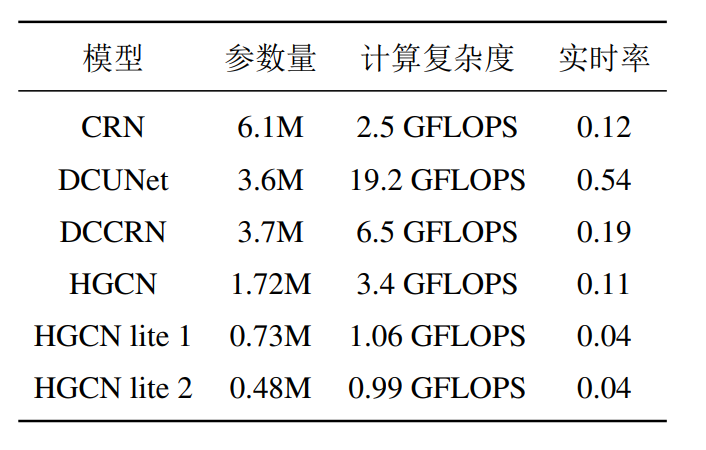 模型 参数量 计算复杂度 实时率
CRN 6.1M 2.5 GFLOPS 0.12
DCUNet 3.6M 19.2 GFLOPS 0.54
DCCRN 3.7M 6.5 GFLOPS 0.19
HGCN 1.72M 3.4 GFLOPS 0.11
HGCN lite 1 0.73M 1.06 GFLOPS 0.04
HGCN lite 2 0.48M 0.99 GFLOPS 0.04